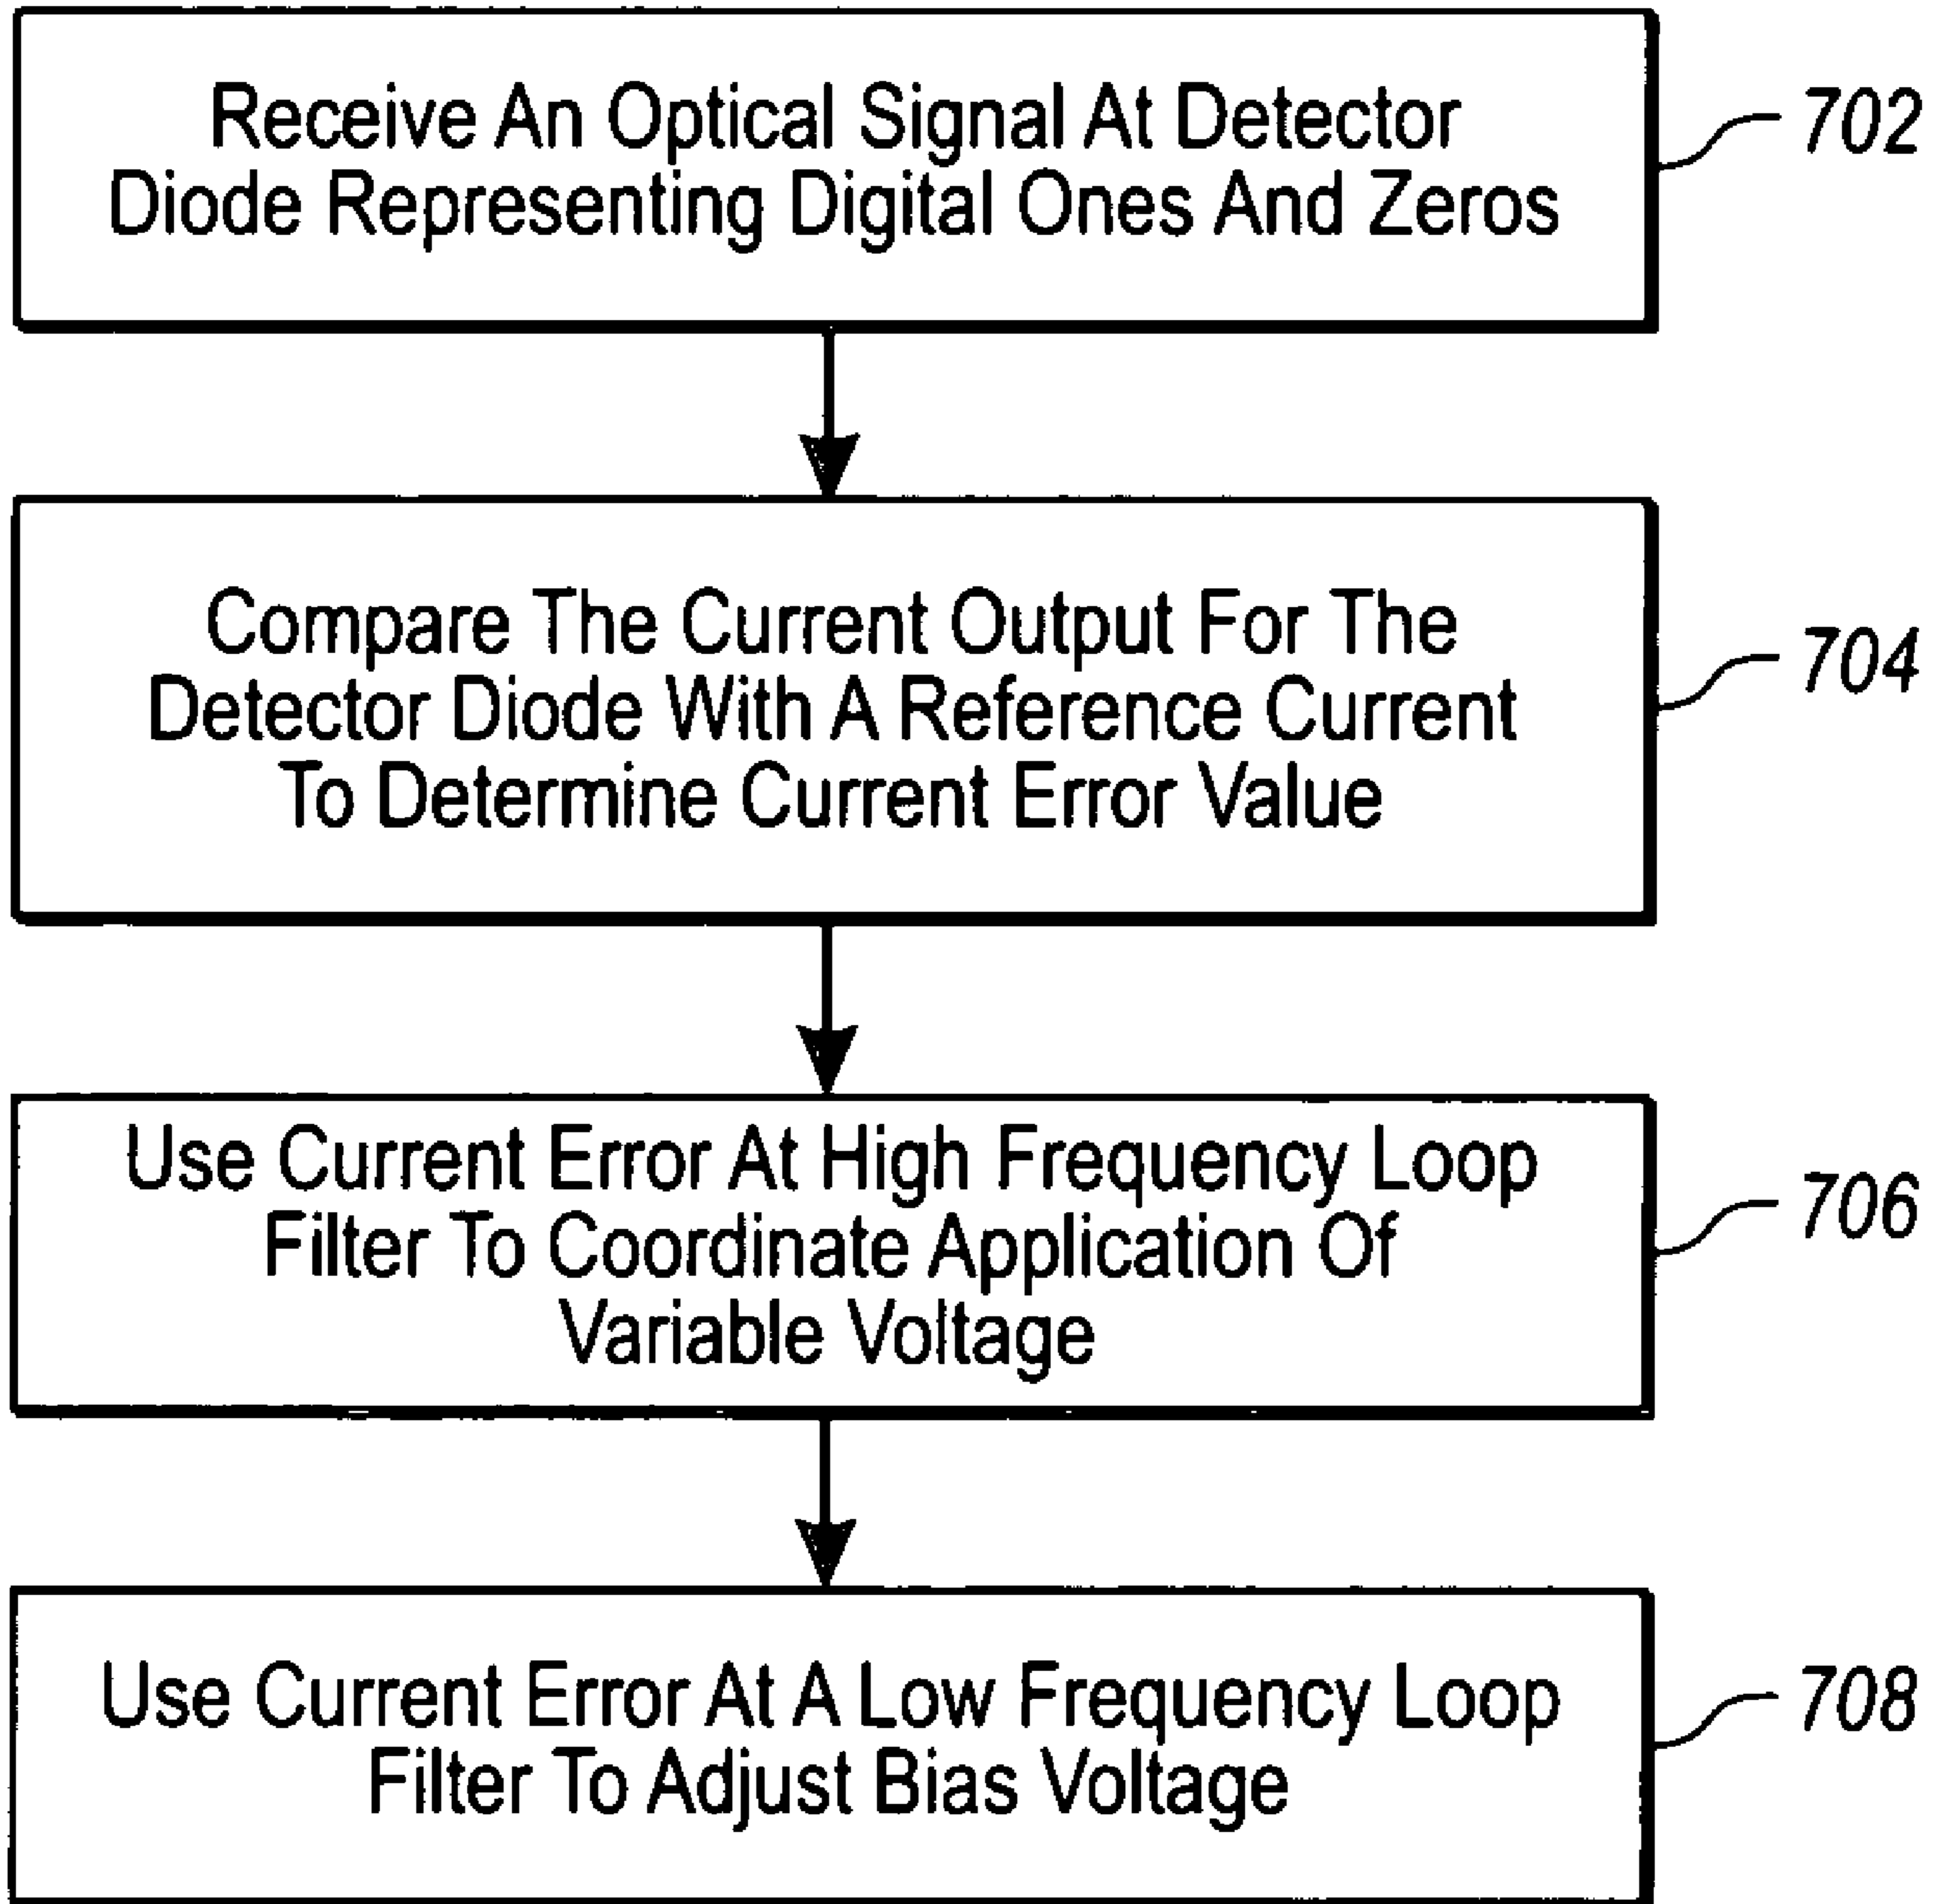 Receive An Optical Signal At Detector
Diode Representing Digital Ones And Zeros
702
Compare The Current Output For The
Detector Diode With A Reference Current
To Determine Current Error Value
704
Use Current Error At High Frequency Loop
Filter To Coordinate Application Of
Variable Voltage
706
Use Current Error At A Low Frequency Loop
Filter To Adjust Bias Voltage
708